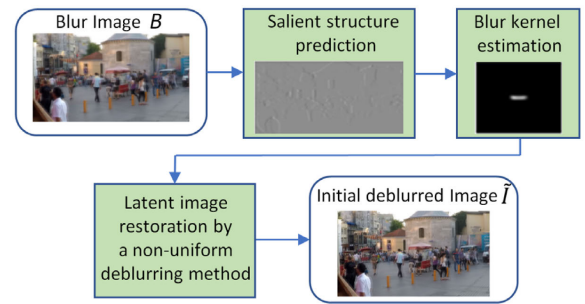 Blur Image B
Salient structure
prediction
Blur kernel
estimation
Latent image
restoration by
a non-uniform
deblurring method
Initial deblurred Image Ĩ